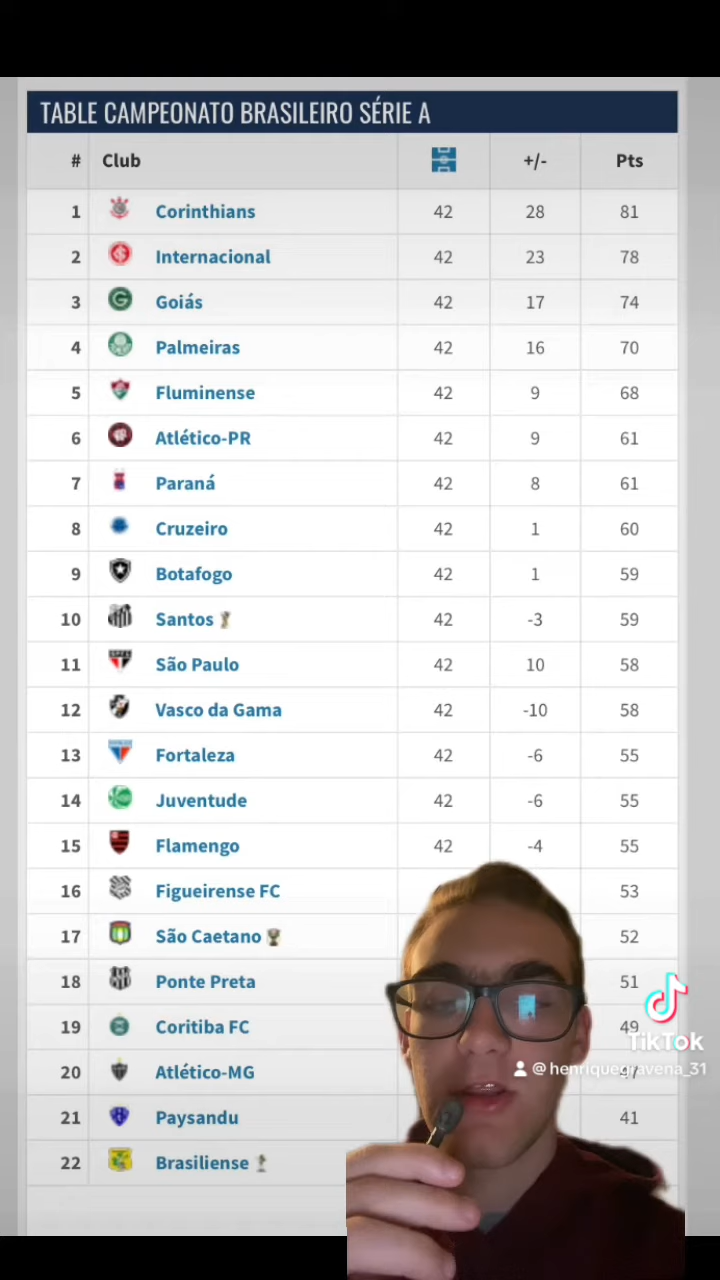 TABLE CAMPEONATO BRASILEIRO SÉRIE A
# Club +/- Pts
1 Corinthians 42 28 81
2 Internacional 42 23 78
3 Goiás 42 17 74
4 Palmeiras 42 16 70
5 Fluminense 42 9 68
6 Atlético-PR 42 9 61
7 Paraná 42 8 61
8 Cruzeiro 42 1 60
9 Botafogo 42 1 59
10 Santos 42 -3 59
11 São Paulo 42 10 58
12 Vasco da Gama 42 -10 58
13 Fortaleza 42 -6 55
14 Juventude 42 -6 55
15 Flamengo 42 -4 55
16 Figueirense FC 53
17 São Caetano 52
18 Ponte Preta 51
19 Coritiba FC 49
TikTok
@henriquegravena_31
20 Atlético-MG 47
21 Paysandu 41
22 Brasiliense